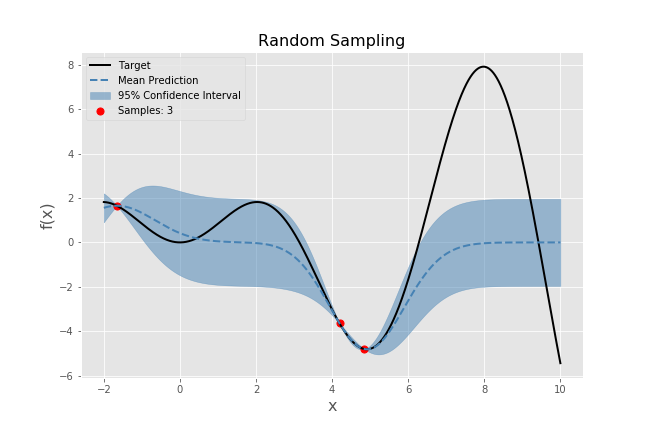 Random Sampling
Target
Mean Prediction
95% Confidence Interval
Samples: 3
f(x)
8
6
4
2
0
−2
−4
−6
−2
0
2
4
6
8
10
x